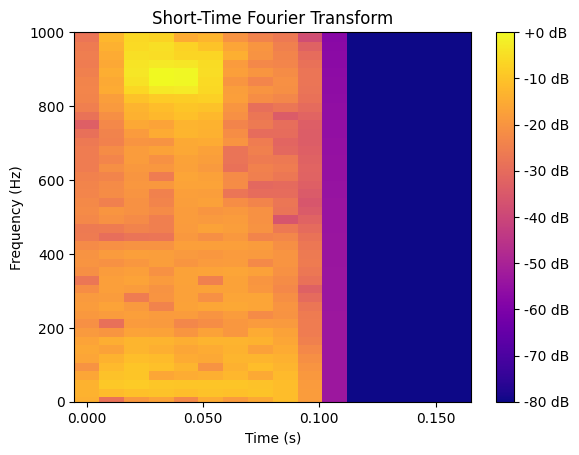 Short-Time Fourier Transform
1000
800
600
400
200
0
Frequency (Hz)
0.000
0.050
0.100
0.150
Time (s)
+0 dB
-10 dB
-20 dB
-30 dB
-40 dB
-50 dB
-60 dB
-70 dB
-80 dB